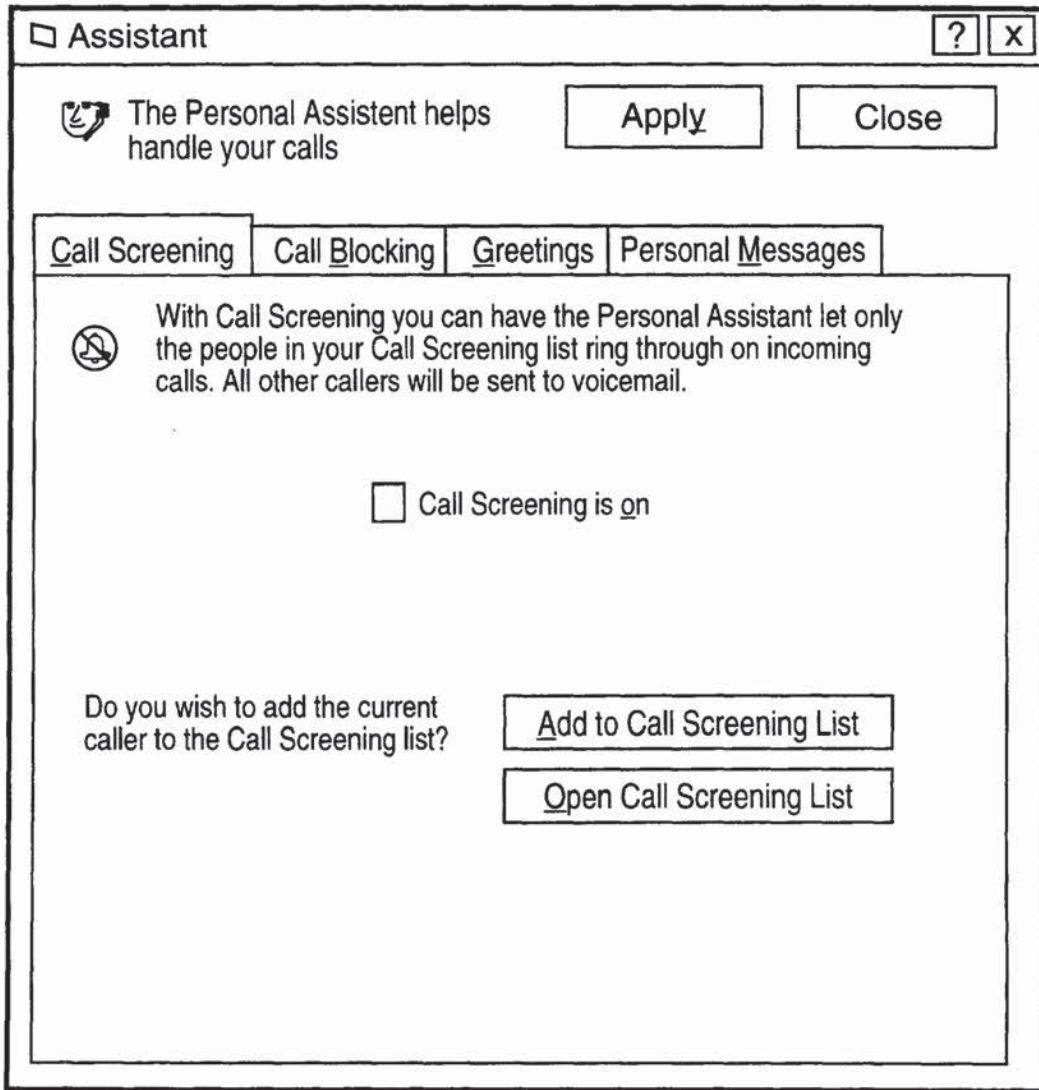 Assistant ? X
The Personal Assistent helps
handle your calls
Apply Close
Call Screening Call Blocking Greetings Personal Messages
With Call Screening you can have the Personal Assistant let only
the people in your Call Screening list ring through on incoming
calls. All other callers will be sent to voicemail.
Call Screening is on
Do you wish to add the current
caller to the Call Screening list?
Add to Call Screening List
Open Call Screening List